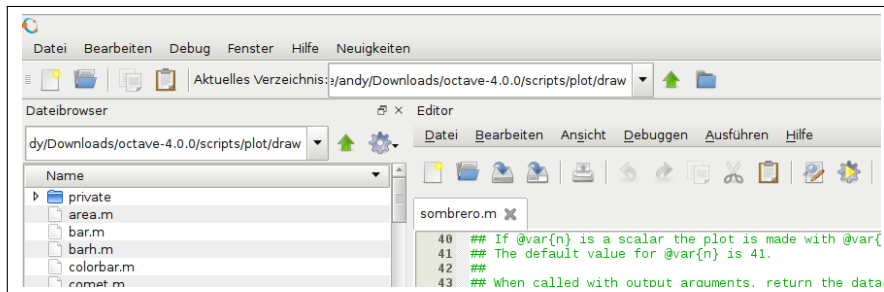 Datei Bearbeiten Debug Fenster Hilfe Neuigkeiten
Aktuelles Verzeichnis: /andy/Downloads/octave-4.0.0/scripts/plot/draw
Dateibrowser
dy/Downloads/octave-4.0.0/scripts/plot/draw
Name
private
area.m
bar.m
barh.m
colorbar.m
comet.m
Editor
Datei Bearbeiten Ansicht Debuggen Ausführen Hilfe
sombrero.m
40 ## If @var{n} is a scalar the plot is made with @var{
41 ## The default value for @var{n} is 41.
42 ##
43 ## When called with output arguments, return the data